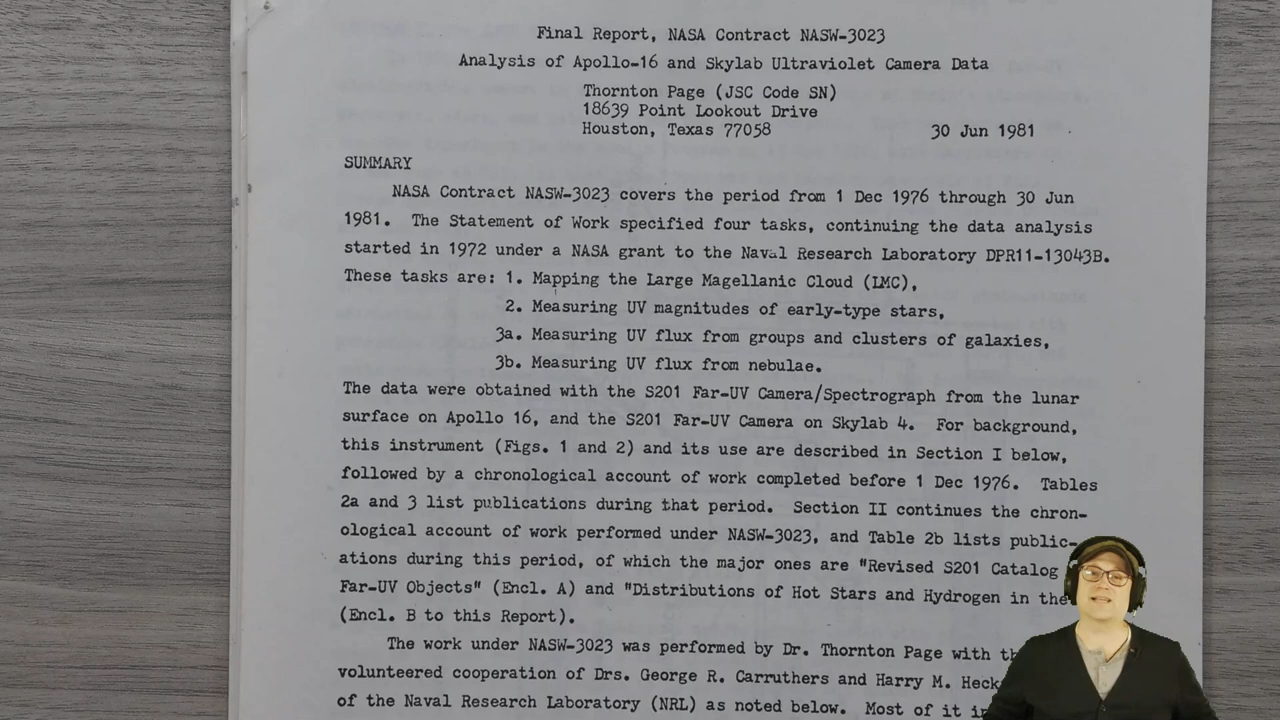 Final Report, NASA Contract NASW-3023
Analysis of Apollo-16 and Skylab Ultraviolet Camera Data
Thornton Page (JSC Code SN)
18639 Point Lookout Drive
Houston, Texas 77058 30 Jun 1981
SUMMARY
NASA Contract NASW-3023 covers the period from 1 Dec 1976 through 30 Jun
1981. The Statement of Work specified four tasks, continuing the data analysis
started in 1972 under a NASA grant to the Naval Research Laboratory DPR11-13043B.
These tasks are: 1. Mapping the Large Magellanic Cloud (LMC),
2. Measuring UV magnitudes of early-type stars,
3a. Measuring UV flux from groups and clusters of galaxies,
3b. Measuring UV flux from nebulae.
The data were obtained with the S201 Far-UV Camera/Spectrograph from the lunar
surface on Apollo 16, and the S201 Far-UV Camera on Skylab 4. For background,
this instrument (Figs. 1 and 2) and its use are described in Section I below,
followed by a chronological account of work completed before 1 Dec 1976. Tables
2a and 3 list publications during that period. Section II continues the chron-
ological account of work performed under NASW-3023, and Table 2b lists public-
ations during this period, of which the major ones are "Revised S201 Catalog
Far-UV Objects" (Encl. A) and "Distributions of Hot Stars and Hydrogen in the
(Encl. B to this Report).
The work under NASW-3023 was performed by Dr. Thornton Page with
volunteered cooperation of Drs. George R. Carruthers and Harry M. Heck
of the Naval Research Laboratory (NRL) as noted below. Most of it